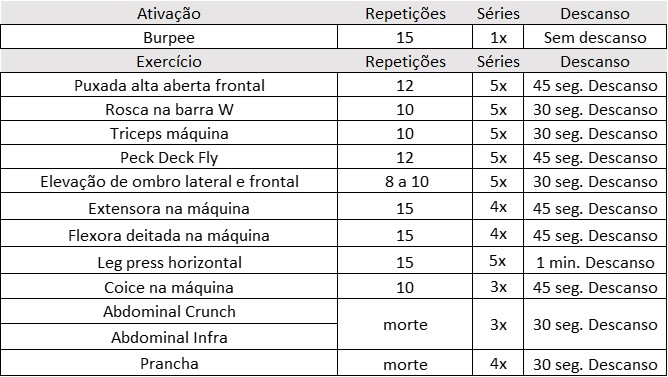 Ativação Repetições Séries Descanso
Burpee 15 1x Sem descanso
Exercício Repetições Séries Descanso
Puxada alta aberta frontal 12 5x 45 seg. Descanso
Rosca na barra W 10 5x 30 seg. Descanso
Triceps máquina 10 5x 30 seg. Descanso
Peck Deck Fly 12 5x 45 seg. Descanso
Elevação de ombro lateral e frontal 8 a 10 5x 30 seg. Descanso
Extensora na máquina 15 4x 45 seg. Descanso
Flexora deitada na máquina 15 4x 45 seg. Descanso
Leg press horizontal 15 5x 1 min. Descanso
Coice na máquina 10 3x 45 seg. Descanso
Abdominal Crunch
morte 3x 30 seg. Descanso
Abdominal Infra
Prancha morte 4x 30 seg. Descanso